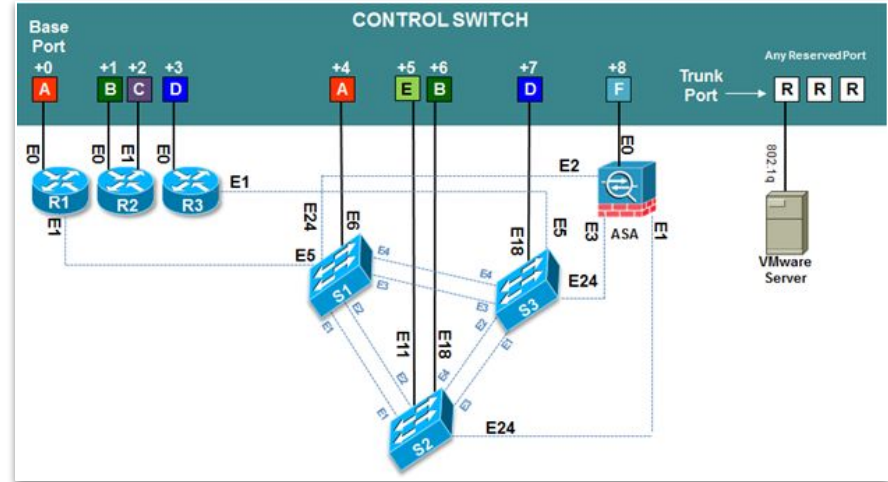 CONTROL SWITCH
Base
Port
Any Reserved Port
+0 +1 +2 +3 +4 +5 +6 +7 +8
Trunk
Port
A B C D A E B D F R R R
E0 E0 E1 E0 E0
802.1q
R1 R2 R3
E1 E2
E1
E24 E6 E18 E5 E3 ASA E1
E5 E4 E4 E24
VMware
Server
S1 E3 E3 S3
E2 E2
E1 E1
E11 E18
E2 E4
E1 E3
S2 E24